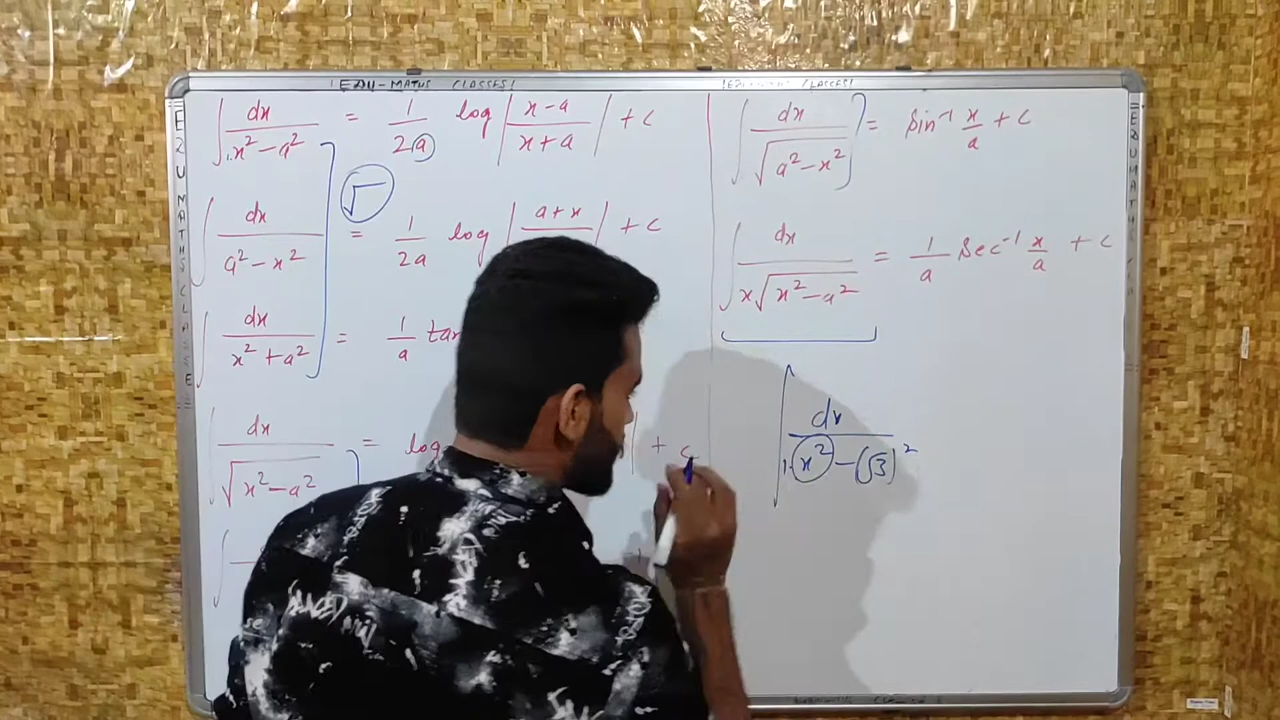 EZU-MATHS CLASSES
∫ dx / x² - a² = 1 / 2a log | x - a / x + a | + c
∫ dx / a² - x² = 1 / 2a log | a + x | + c
∫ dx / x² + a² = 1 / a tan
∫ dx / √x² - a² = log + c
√
∫ dx / √a² - x² = Sin⁻¹ x / a + c
∫ dx / x√x² - a² = 1 / a Sec⁻¹ x / a + c
∫ dx / 1.x² - (√3)²